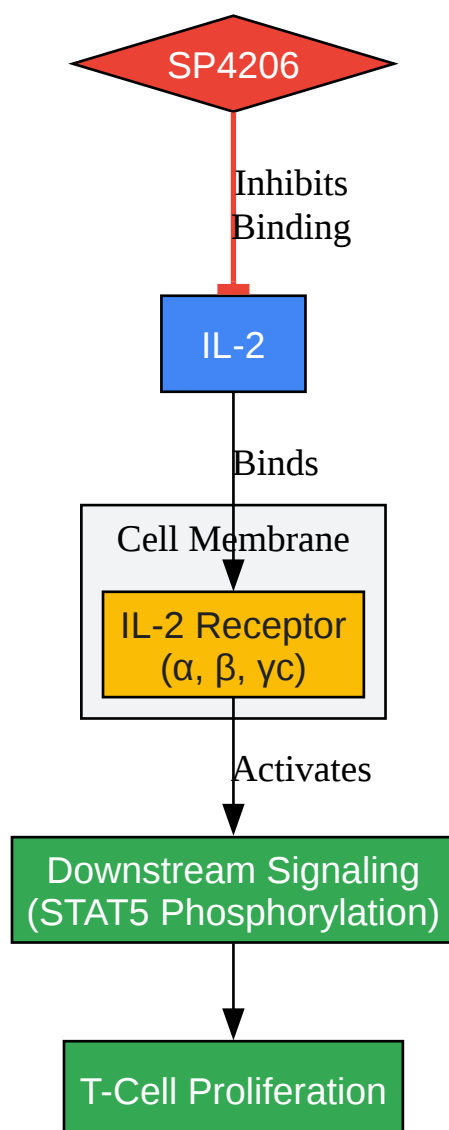 SP4206
Inhibits
Binding
IL-2
Binds
Cell Membrane
IL-2 Receptor
(α, β, γc)
Activates
Downstream Signaling
(STAT5 Phosphorylation)
T-Cell Proliferation